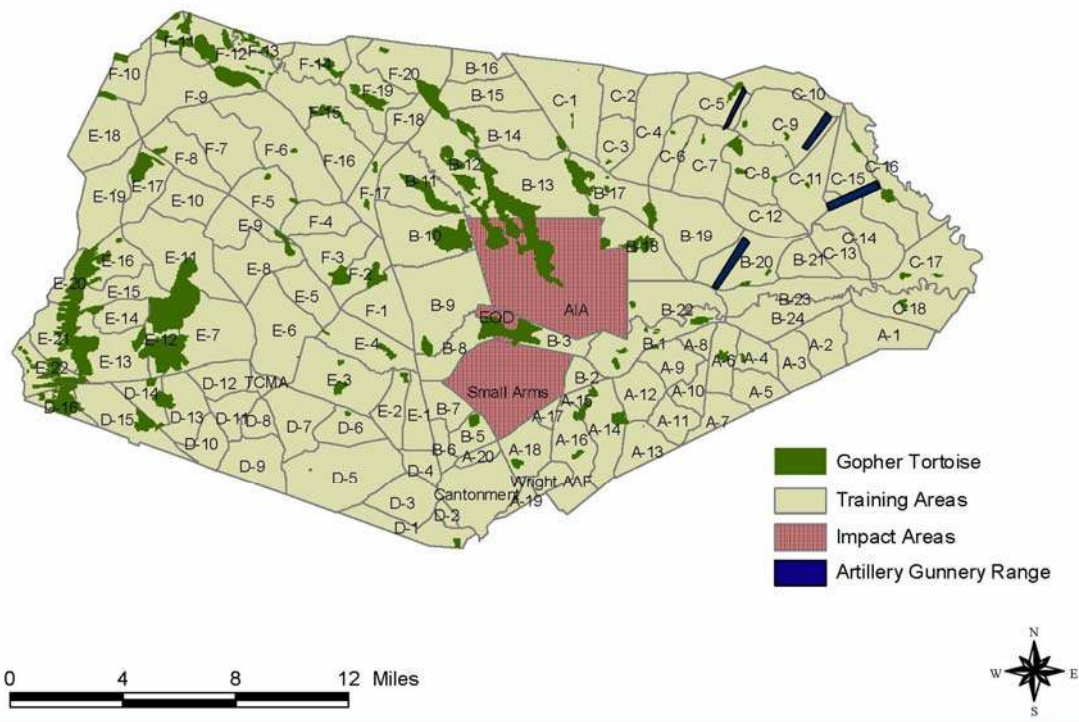 F-11
F-12
F-13
F-14
F-10
F-20
B-16
F-19
B-15
C-1
C-2
C-5
C-10
F-9
F-15
F-18
C-9
E-18
B-14
C-4
C-3
F-8
F-7
F-6
F-16
B-12
C-6
C-7
C-8
C-16
E-17
B-11
B-13
B-17
C-11
C-15
E-19
E-10
F-5
F-17
C-12
E-9
F-4
B-10
B-18
B-19
C-14
E-16
E-11
F-3
C-13
E-8
F-2
B-20
B-21
C-17
E-20
E-15
E-5
F-1
B-9
AIA
B-22
B-23
C-18
E-14
EOD
B-24
E-21
E-12
E-7
E-6
E-4
B-8
B-3
B-1
A-8
A-2
A-1
E-13
A-6
A-4
A-3
E-22
D-12
TCMA
E-3
B-2
A-9
D-14
Small Arms
A-12
A-10
A-5
D-16
D-15
D-13
D-11
D-8
D-7
D-6
E-2
E-1
B-7
A-15
A-17
A-14
A-11
A-7
D-10
B-5
B-6
A-18
A-16
A-13
D-9
D-5
D-4
A-20
Cantonment
Wright AAF
D-3
A-19
D-2
D-1
Gopher Tortoise
Training Areas
Impact Areas
Artillery Gunnery Range
N
W
E
S
0 4 8 12 Miles